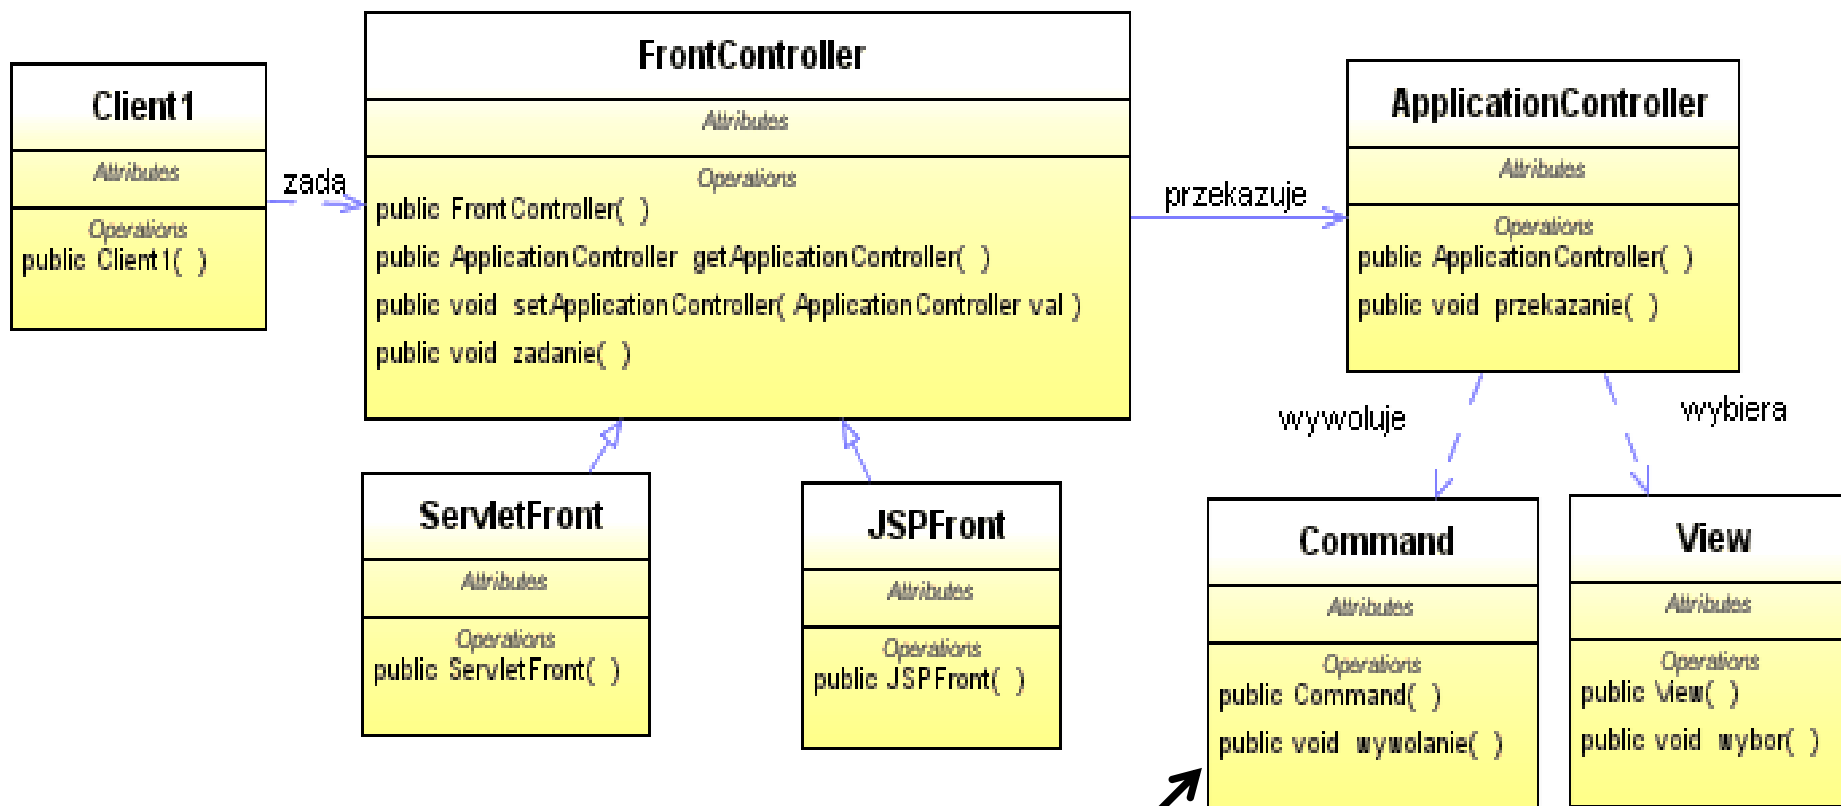 Client1
Attributes
Operations
public Client1( )
zada
FrontController
Attributes
Operations
public FrontController( )
public ApplicationController getApplicationController( )
public void setApplicationController( ApplicationController val )
public void zadanie( )
przekazuje
ApplicationController
Attributes
Operations
public ApplicationController( )
public void przekazanie( )
wywoluje
wybiera
ServletFront
Attributes
Operations
public ServletFront( )
JSPFront
Attributes
Operations
public JSPFront( )
Command
Attributes
Operations
public Command( )
public void wywolanie( )
View
Attributes
Operations
public View( )
public void wybor( )